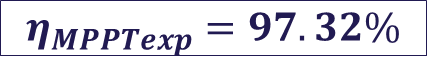 η_MPPTexp = 97.32%